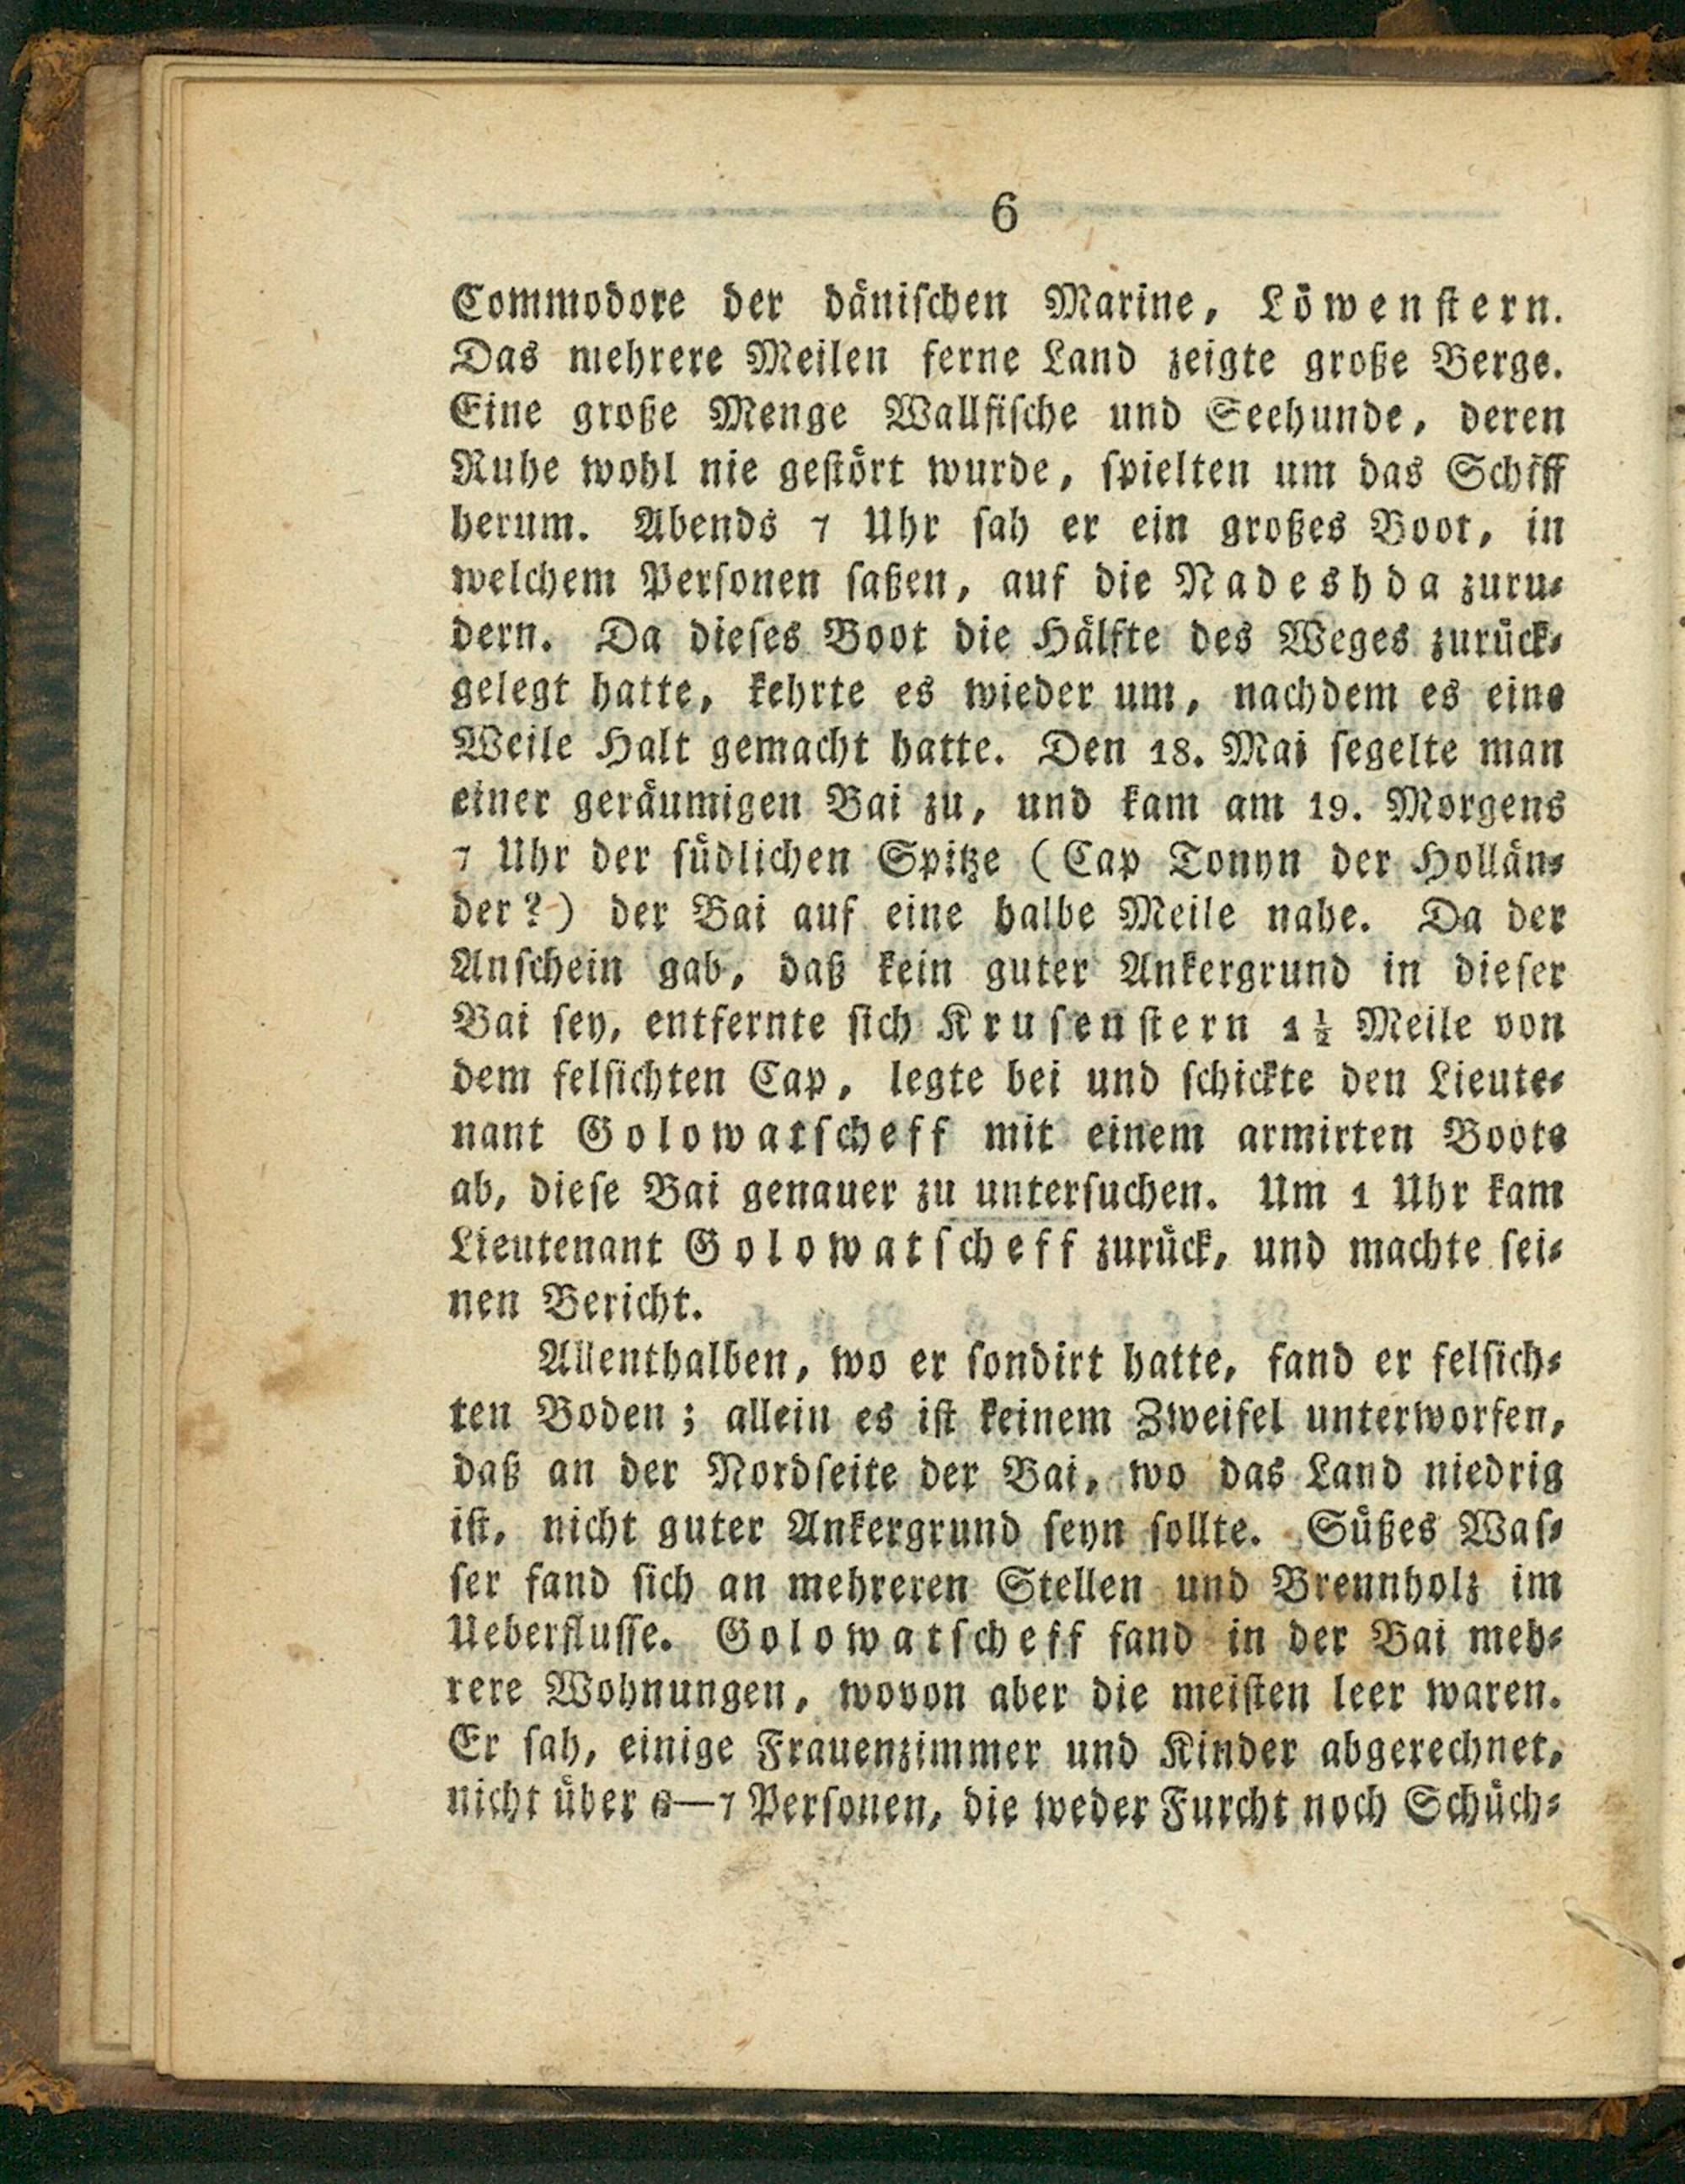 6
Commodore der däniſchen Marine, Löwenſtern.
Das mehrere Meilen ferne Land zeigte große Berge.
Eine große Menge Wallfiſche und Seehunde, deren
Ruhe wohl nie geſtört wurde, ſpielten um das Schiff
herum. Abends 7 Uhr ſah er ein großes Boot, in
welchem Perſonen ſaßen, auf die Nadeshda zuru⸗
dern. Da dieſes Boot die Hälfte des Weges zurück⸗
gelegt hatte, kehrte es wieder um, nachdem es eine
Weile Halt gemacht hatte. Den 18. Mai ſegelte man
einer geräumigen Bai zu, und kam am 19. Morgens
7 Uhr der ſüdlichen Spitze (Cap Tonyn der Hollän⸗
der?) der Bai auf eine halbe Meile nahe. Da der
Anſchein gab, daß kein guter Ankergrund in dieſer
Bai ſey, entfernte ſich Kruſenſtern 1½ Meile von
dem felſichten Cap, legte bei und ſchickte den Lieute⸗
nant Golowatſcheff mit einem armirten Boote
ab, dieſe Bai genauer zu unterſuchen. Um 1 Uhr kam
Lieutenant Golowatſcheff zurück, und machte ſei⸗
nen Bericht.
Allenthalben, wo er ſondirt hatte, fand er felſich⸗
ten Boden; allein es iſt keinem Zweifel unterworfen,
daß an der Nordſeite der Bai, wo das Land niedrig
iſt, nicht guter Ankergrund ſeyn ſollte. Süßes Waſ⸗
ſer fand ſich an mehreren Stellen und Brennholz im
Ueberfluſſe. Golowatſcheff fand in der Bai meh⸗
rere Wohnungen, wovon aber die meiſten leer waren.
Er ſah, einige Frauenzimmer und Kinder abgerechnet,
nicht über 6—7 Perſonen, die weder Furcht noch Schüch⸗